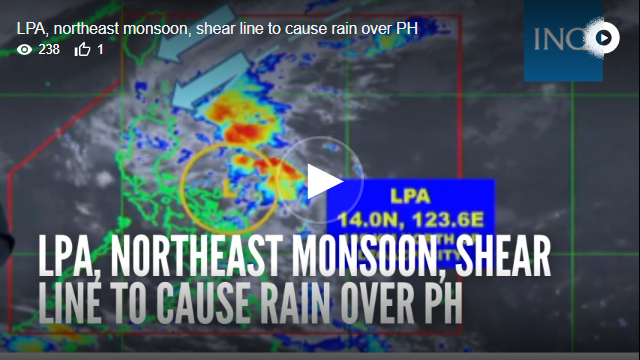 LPA, northeast monsoon, shear line to cause rain over PH
238 1
INQ
L
LPA
14.0N, 123.6E
LPA, NORTHEAST MONSOON, SHEAR
LINE TO CAUSE RAIN OVER PH